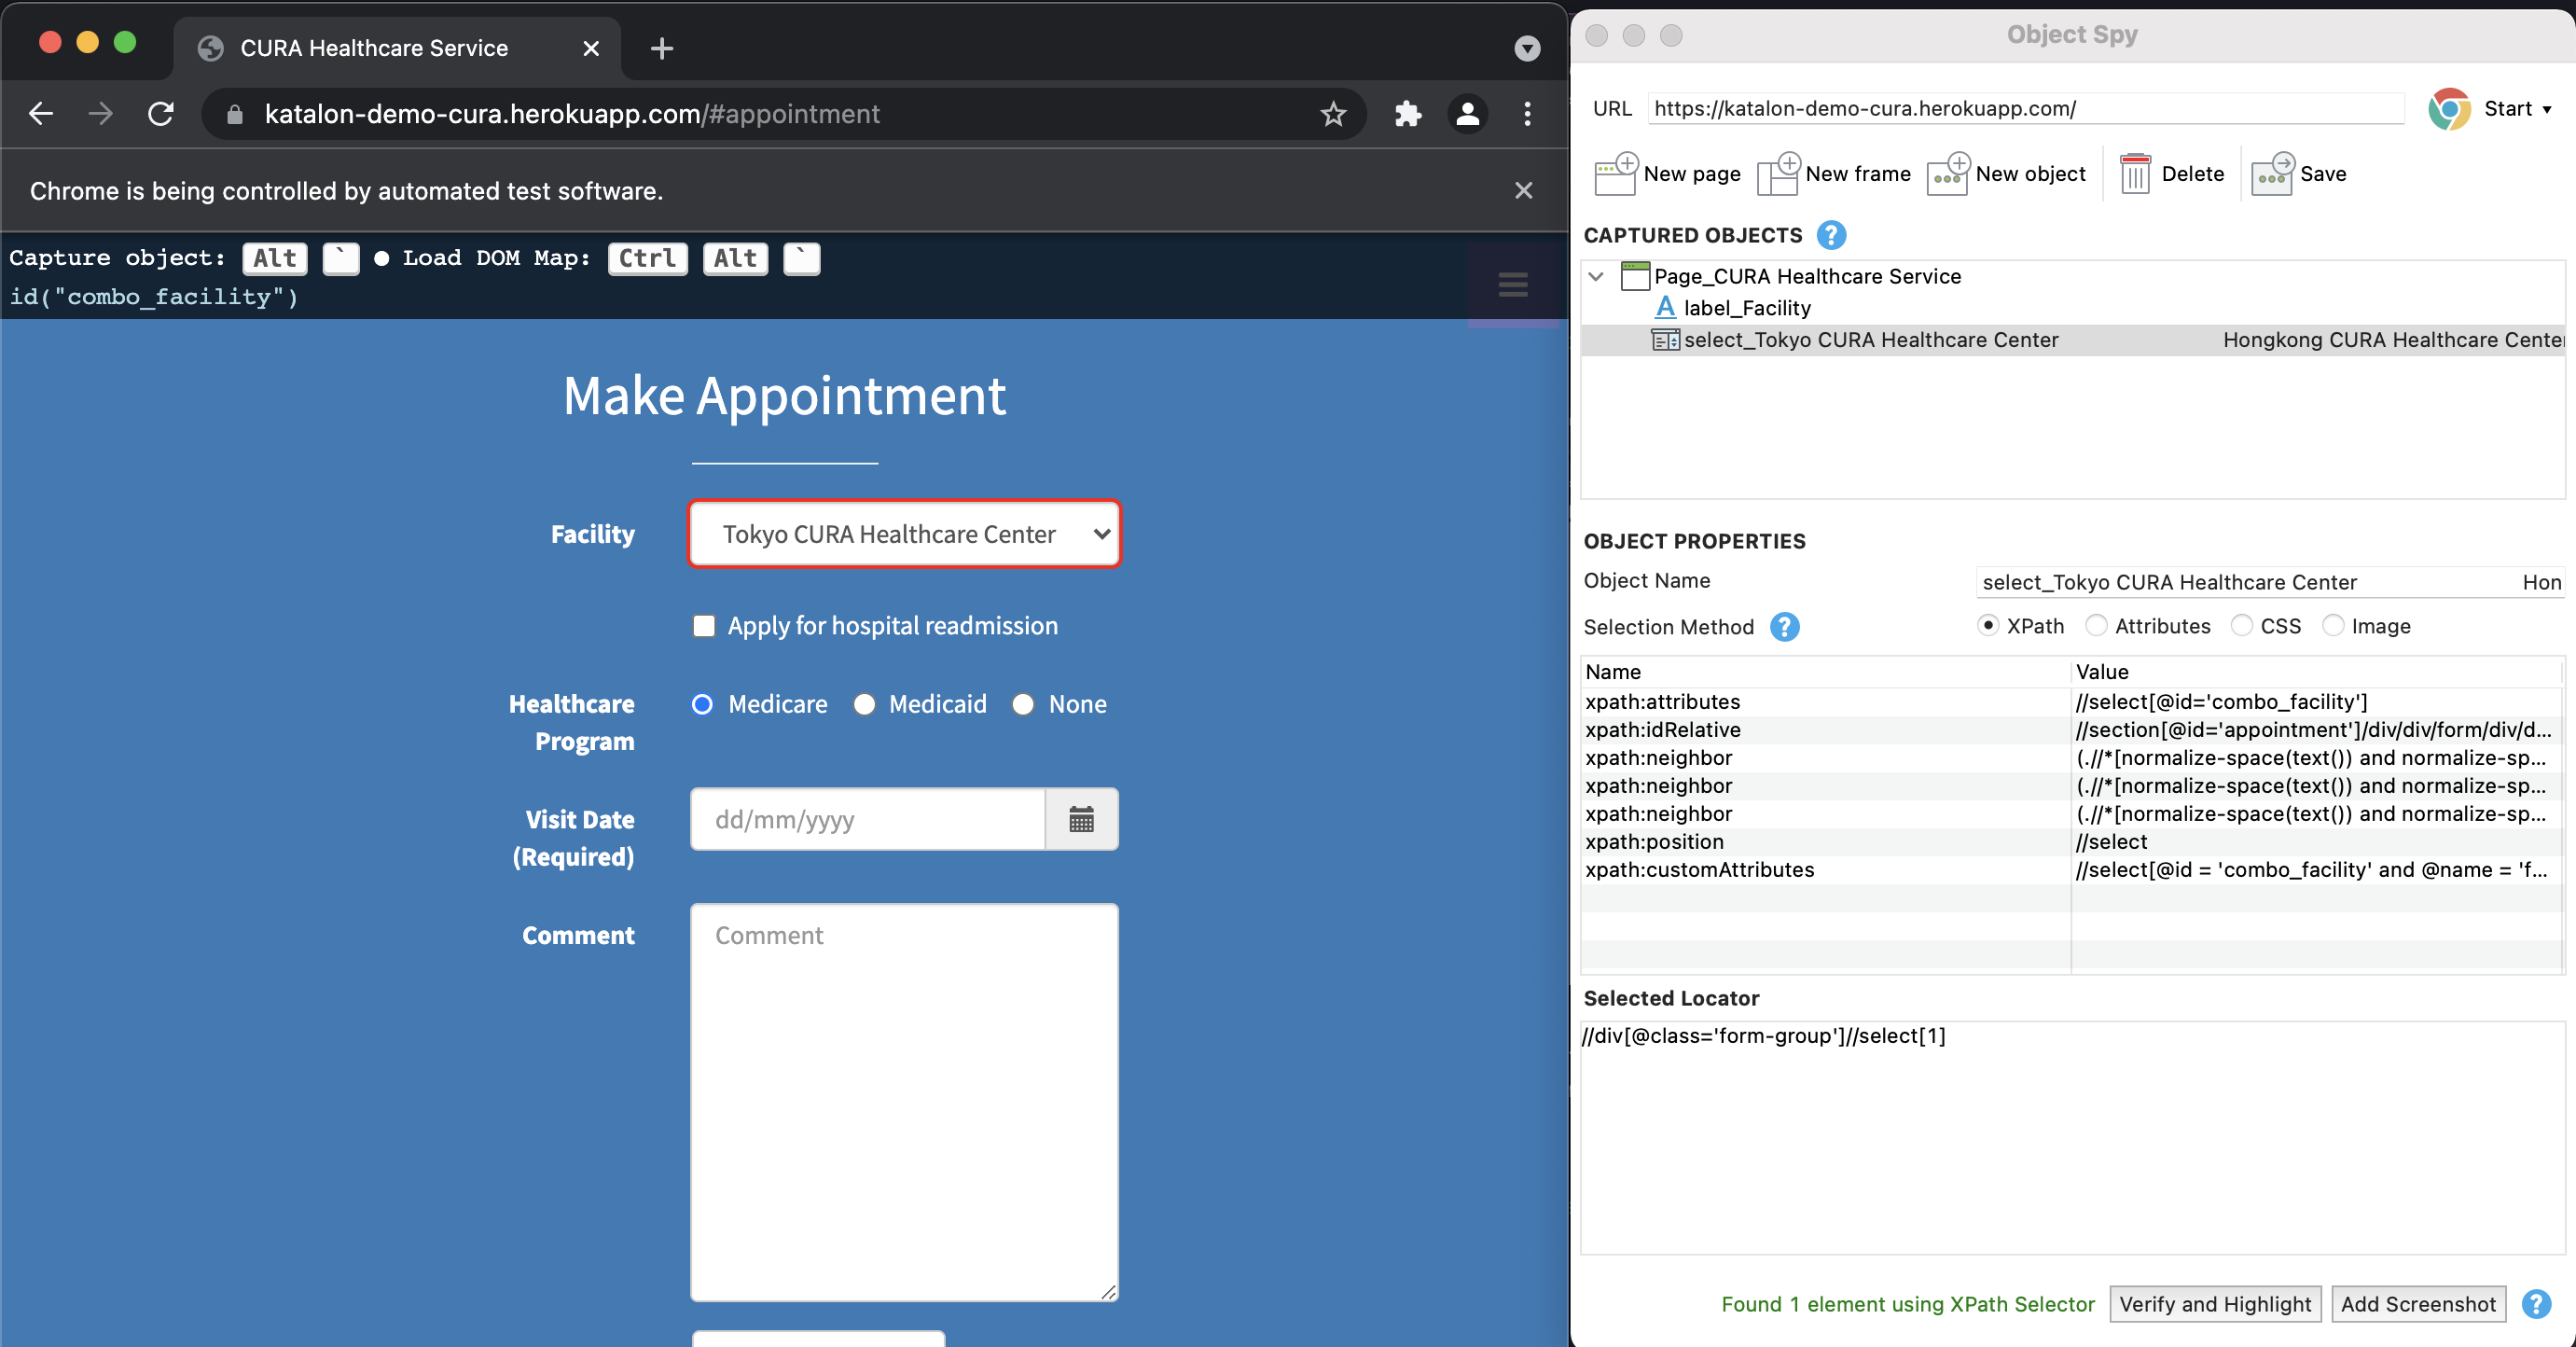 CURA Healthcare Service
katalon-demo-cura.herokuapp.com/#appointment
Chrome is being controlled by automated test software.
Capture object: Alt ` ● Load DOM Map: Ctrl Alt `
id("combo_facility")
Make Appointment
Facility
Tokyo CURA Healthcare Center
Apply for hospital readmission
Healthcare Program
Medicare Medicaid None
Visit Date (Required)
dd/mm/yyyy
Comment
Comment
Object Spy
URL https://katalon-demo-cura.herokuapp.com/ Start
New page New frame New object Delete Save
CAPTURED OBJECTS ?
Page_CURA Healthcare Service
A label_Facility
select_Tokyo CURA Healthcare Center Hongkong CURA Healthcare Center
OBJECT PROPERTIES
Object Name select_Tokyo CURA Healthcare Center Hon
Selection Method ? XPath Attributes CSS Image
Name Value
xpath:attributes //select[@id='combo_facility']
xpath:idRelative //section[@id='appointment']/div/div/form/div/d...
xpath:neighbor (.//*[normalize-space(text()) and normalize-sp...
xpath:neighbor (.//*[normalize-space(text()) and normalize-sp...
xpath:neighbor (.//*[normalize-space(text()) and normalize-sp...
xpath:position //select
xpath:customAttributes //select[@id = 'combo_facility' and @name = 'f...
Selected Locator
//div[@class='form-group']//select[1]
Found 1 element using XPath Selector Verify and Highlight Add Screenshot ?